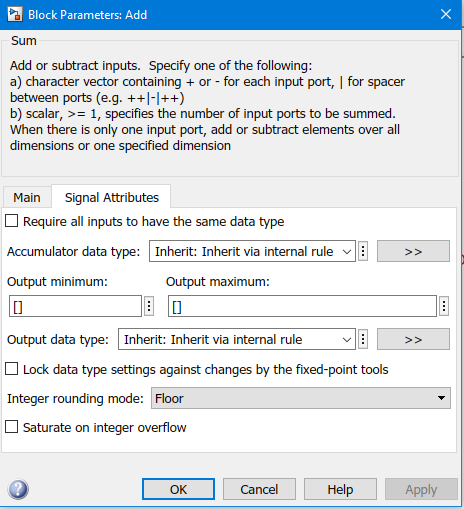 Block Parameters: Add
Sum
Add or subtract inputs.  Specify one of the following:
a) character vector containing + or - for each input port, | for spacer
between ports (e.g. ++|-|++)
b) scalar, >= 1, specifies the number of input ports to be summed.
When there is only one input port, add or subtract elements over all
dimensions or one specified dimension
Main Signal Attributes
Require all inputs to have the same data type
Accumulator data type: Inherit: Inherit via internal rule >>
Output minimum: Output maximum:
[] []
Output data type: Inherit: Inherit via internal rule >>
Lock data type settings against changes by the fixed-point tools
Integer rounding mode: Floor
Saturate on integer overflow
? OK Cancel Help Apply